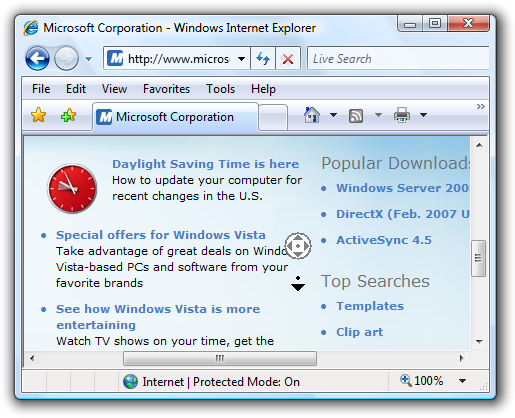 Microsoft Corporation - Windows Internet Explorer
http://www.micros
Live Search
File Edit View Favorites Tools Help
Microsoft Corporation
Daylight Saving Time is here
How to update your computer for
recent changes in the U.S.
Special offers for Windows Vista
Take advantage of great deals on Windo
Vista-based PCs and software from your
favorite brands
See how Windows Vista is more
entertaining
Watch TV shows on your time, get the
Popular Downloads
Windows Server 200
DirectX (Feb. 2007 U
ActiveSync 4.5
Top Searches
Templates
Clip art
Internet | Protected Mode: On
100%